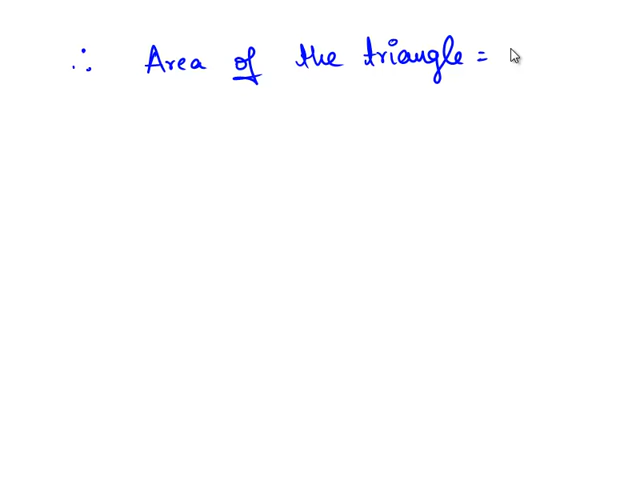 ∴ Area of the triangle =